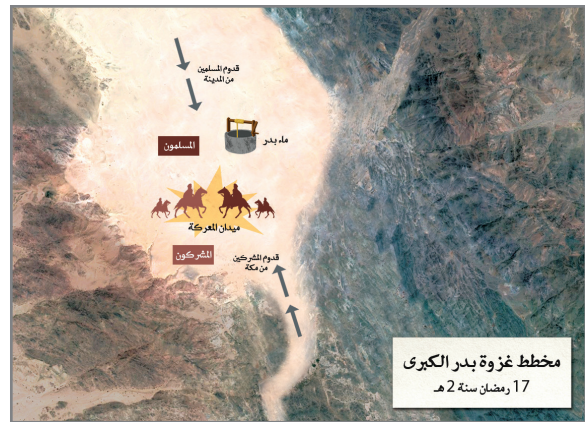 قدوم المسلمين
من المدينة
ماء بدر
المسلمون
ميدان المعركة
المشركون
قدوم المشركين
من مكة
مخطط غزوة بدر الكبرى
17 رمضان سنة 2 هـ